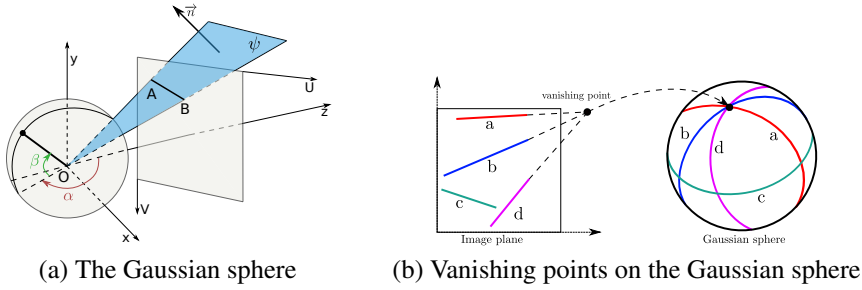 n
ψ
y
A
B
U
z
β
O
α
V
x
(a) The Gaussian sphere
vanishing point
a
b
c
d
Image plane
b
d
a
c
Gaussian sphere
(b) Vanishing points on the Gaussian sphere